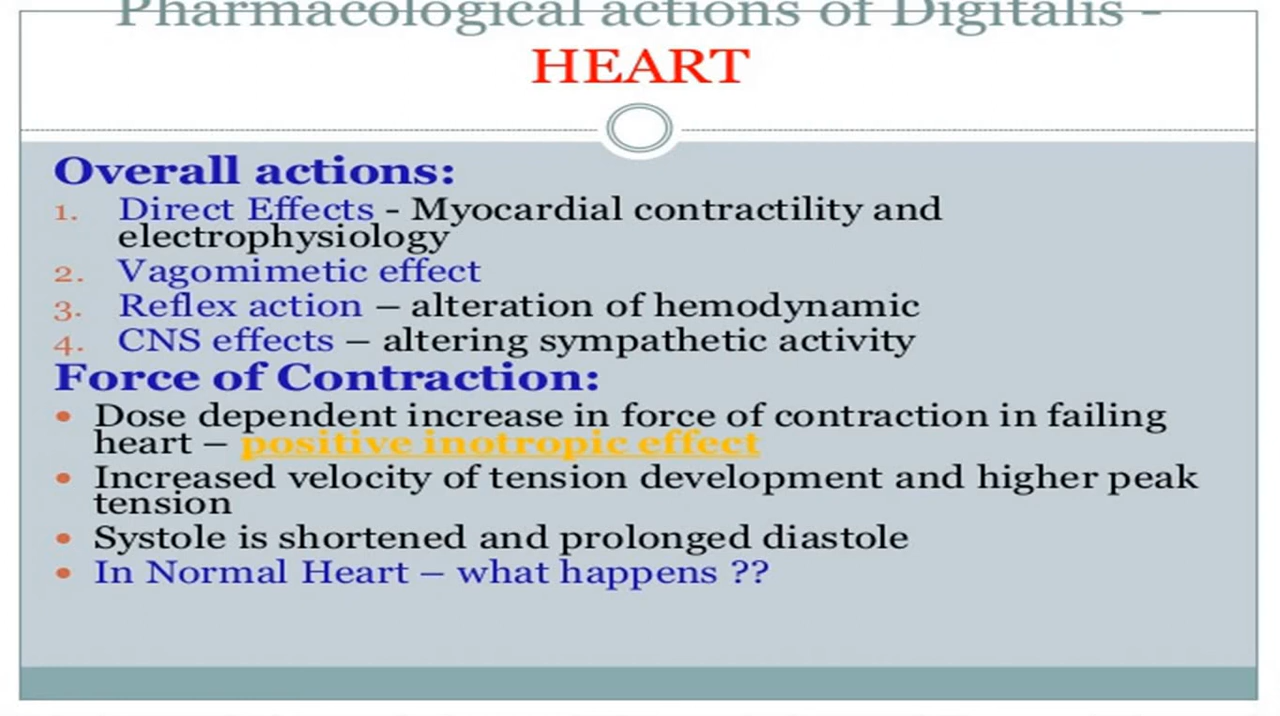 Pharmacological actions of Digitalis -
HEART
Overall actions:
1. Direct Effects - Myocardial contractility and
electrophysiology
2. Vagomimetic effect
3. Reflex action – alteration of hemodynamic
4. CNS effects – altering sympathetic activity
Force of Contraction:
• Dose dependent increase in force of contraction in failing
heart – positive inotropic effect
• Increased velocity of tension development and higher peak
tension
• Systole is shortened and prolonged diastole
• In Normal Heart – what happens ??